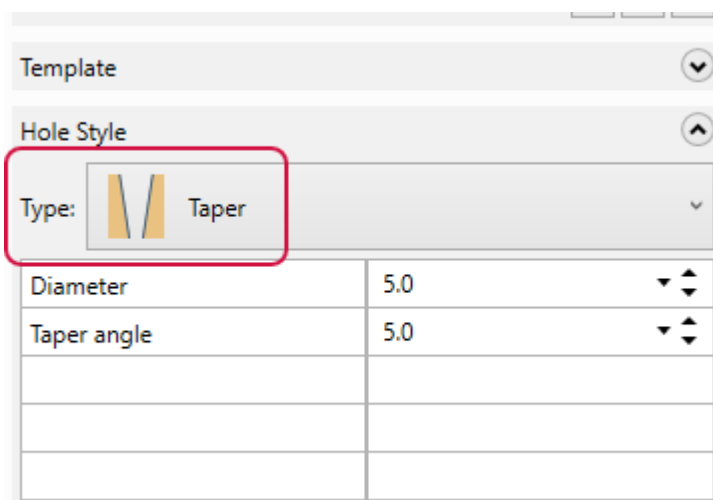 Template
Hole Style
Type: Taper
Diameter 5.0
Taper angle 5.0